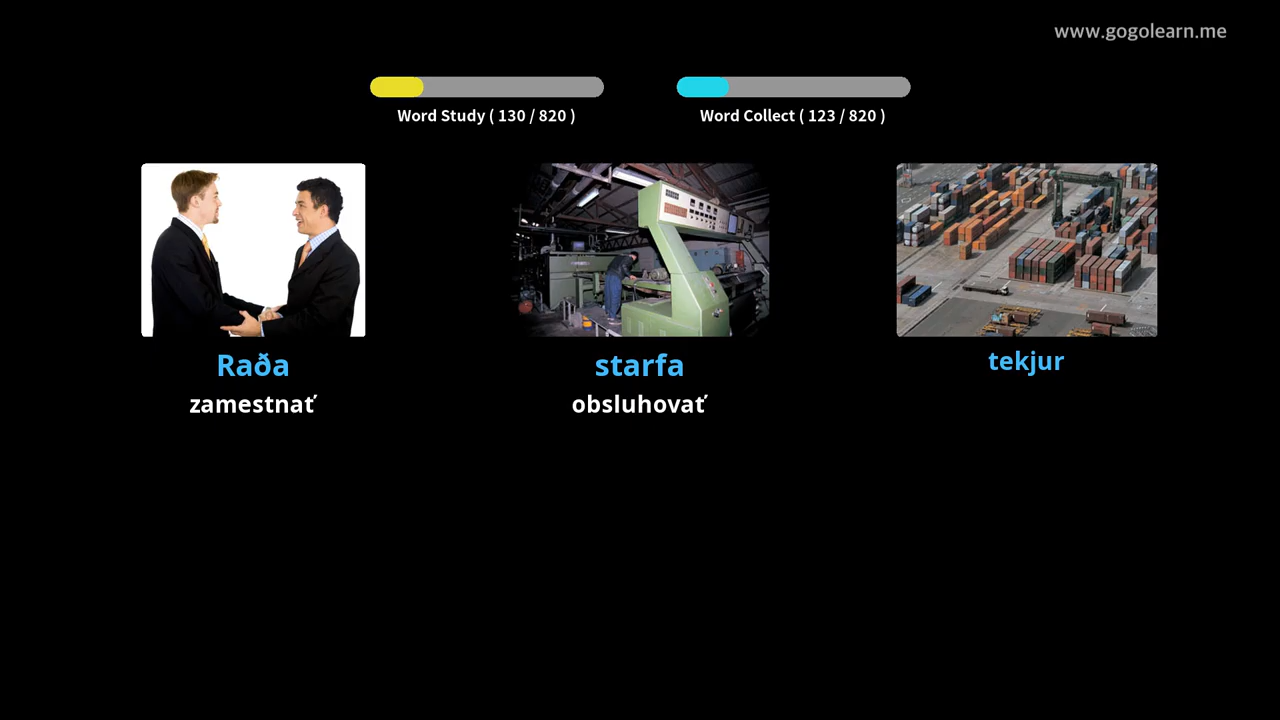 www.gogolearn.me
Word Study ( 130 / 820 )
Word Collect ( 123 / 820 )
Raða
starfa
tekjur
zamestnať
obsluhovať